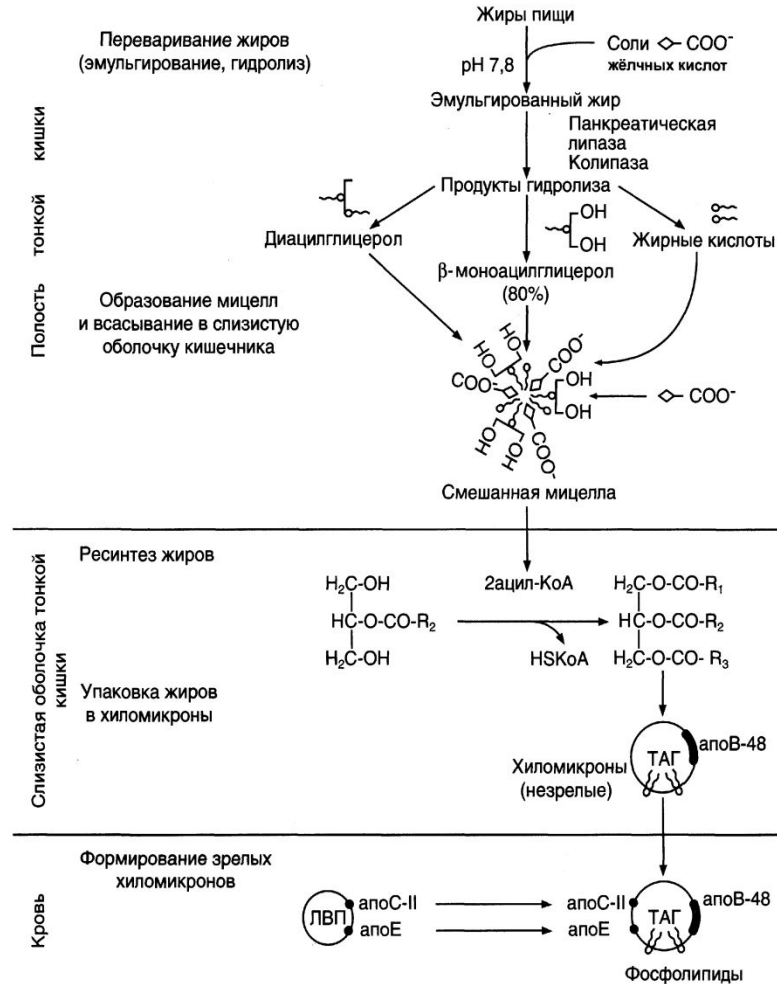 Жиры пищи
Переваривание жиров
(эмульгирование, гидролиз)
Соли
COO⁻
жёлчных кислот
pH 7,8
Эмульгированный жир
Панкреатическая
липаза
Колипаза
Продукты гидролиза
OH
OH
Диацилглицерол
Жирные кислоты
β-моноацилглицерол
(80%)
Образование мицелл
и всасывание в слизистую
оболочку кишечника
Полость тонкой кишки
HO
HO
COO⁻
COO⁻
OH
OH
COO⁻
HO
HO
COO⁻
Смешанная мицелла
Ресинтез жиров
H₂C-OH
HC-O-CO-R₂
H₂C-OH
2ацил-КоА
HSКоА
H₂C-O-CO-R₁
HC-O-CO-R₂
H₂C-O-CO- R₃
Слизистая оболочка тонкой
кишки
Упаковка жиров
в хиломикроны
апоВ-48
ТАГ
Хиломикроны
(незрелые)
Формирование зрелых
хиломикронов
Кровь
ЛВП
апоС-II
апоЕ
апоС-II
апоЕ
ТАГ
апоВ-48
Фосфолипиды